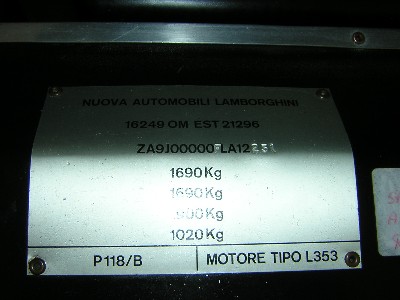 NUOVA AUTOMOBILI LAMBORGHINI
16249 OM EST 21296
1690Kg
1690Kg
1020Kg
P118/B MOTORE TIPO L353